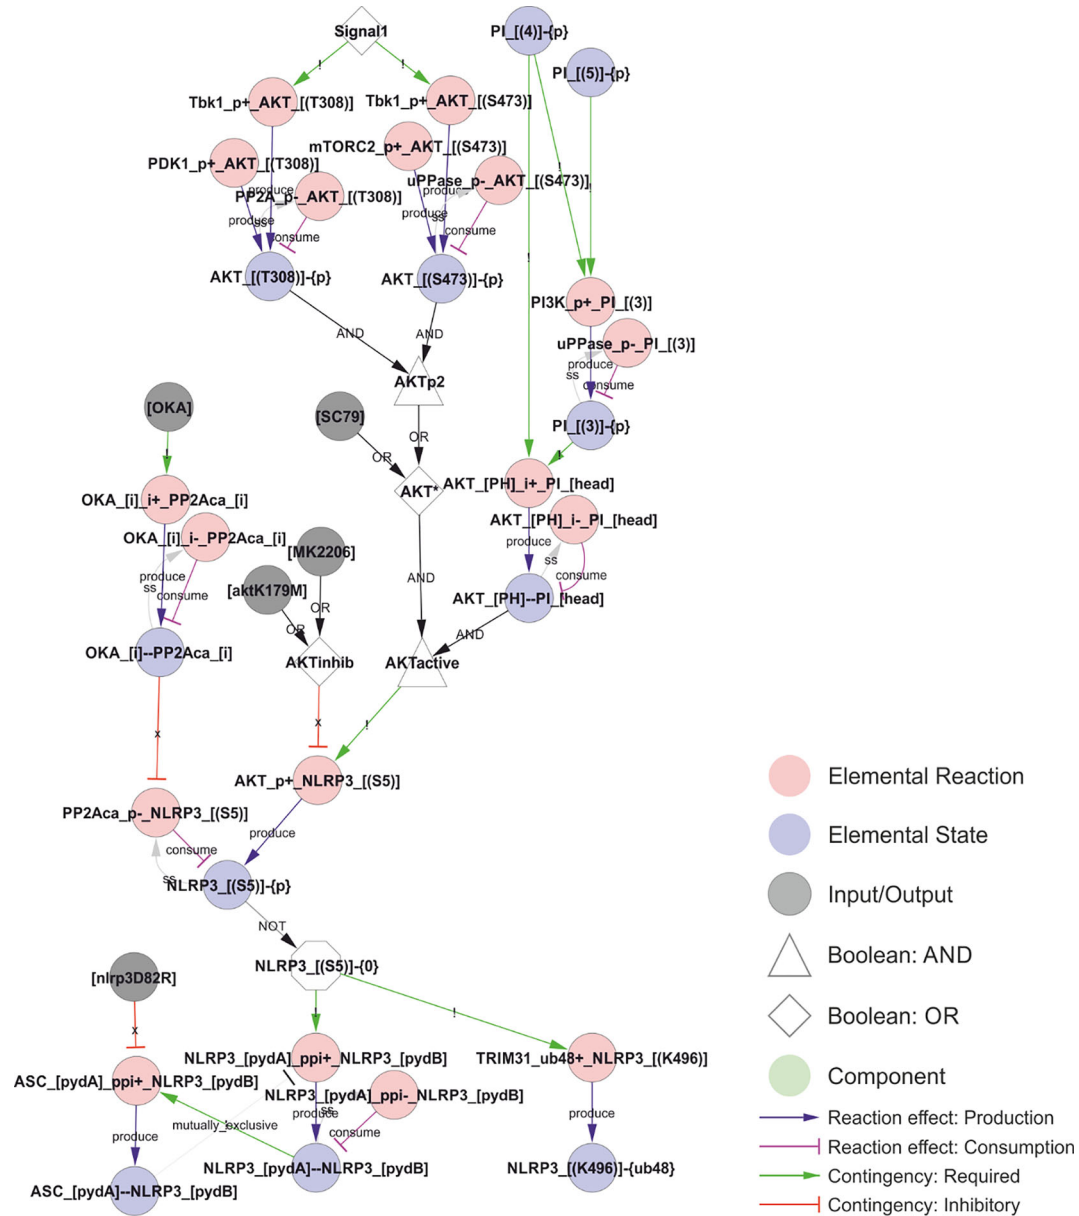 Signal1
PI_[(4)]-{p}
!
!
PI_[(5)]-{p}
Tbk1_p+_AKT_[(T308)]
Tbk1_p+_AKT_[(S473)]
mTORC2_p+_AKT_[(S473)]
PDK1_p+_AKT_[(T308)]
!
uPPase_p-_AKT_[(S473)]
produce
produce
!
PP2A_p-_AKT_[(T308)]
produce
produce
ss
ss
consume
!
AKT_[(T308)]-{p}
AKT_[(S473)]-{p}
PI3K_p+_PI_[(3)]
AND
AND
uPPase_p-_PI_[(3)]
produce
ss
consume
AKTp2
[OKA]
[SC79]
PI_[(3)]-{p}
OR
!
OR
!
AKT_[PH]_i+_PI_[head]
AKT*
OKA_[i]_i+_PP2Aca_[i]
AKT_[PH]_i-_PI_[head]
OKA_[i]_i-_PP2Aca_[i]
produce
[MK2206]
ss
produce
AND
consume
ss
[aktK179M]
consume
AKT_[PH]--PI_[head]
OR
OR
AND
OKA_[i]--PP2Aca_[i]
AKTinhib
AKTactive
x
!
x
Elemental Reaction
AKT_p+_NLRP3_[(S5)]
PP2Aca_p-_NLRP3_[(S5)]
produce
Elemental State
consume
ss
NLRP3_[(S5)]-{p}
Input/Output
NOT
Boolean: AND
NLRP3_[(S5)]-{0}
[nlrp3D82R]
!
!
Boolean: OR
x
NLRP3_[pydA]_ppi+_NLRP3_[pydB]
TRIM31_ub48+_NLRP3_[(K496)]
ASC_[pydA]_ppi+_NLRP3_[pydB]
Component
NLRP3_[pydA]_ppi-_NLRP3_[pydB]
ss
produce
produce
Reaction effect: Production
mutually_exclusive
!
produce
consume
Reaction effect: Consumption
NLRP3_[pydA]--NLRP3_[pydB]
NLRP3_[(K496)]-{ub48}
Contingency: Required
ASC_[pydA]--NLRP3_[pydB]
Contingency: Inhibitory